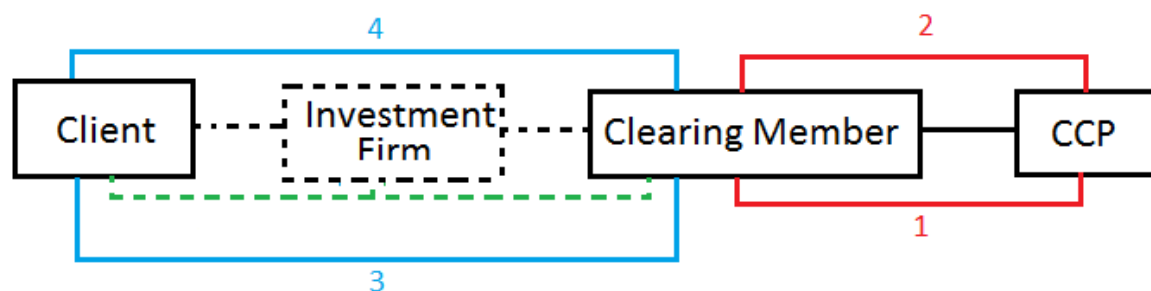 4
2
Client
Investment
Firm
Clearing Member
CCP
1
3